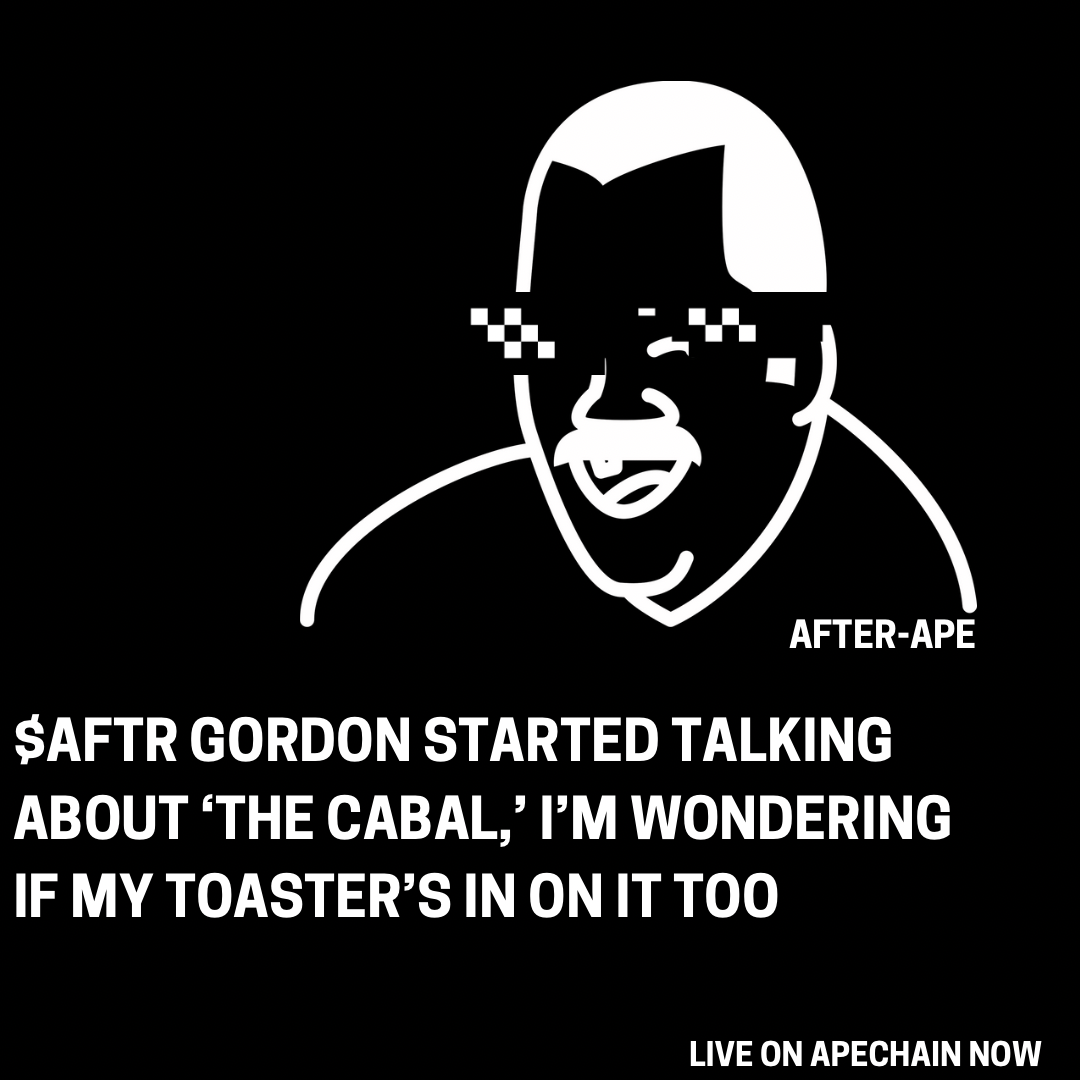 AFTER-APE
$AFTR GORDON STARTED TALKING
ABOUT ‘THE CABAL,’ I’M WONDERING
IF MY TOASTER’S IN ON IT TOO
LIVE ON APECHAIN NOW